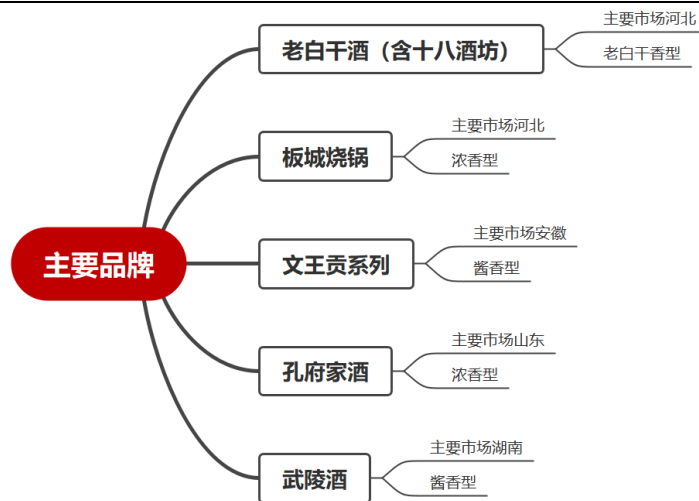 主要品牌
老白干酒（含十八酒坊）
主要市场河北
老白干香型
板城烧锅
主要市场河北
浓香型
文王贡系列
主要市场安徽
酱香型
孔府家酒
主要市场山东
浓香型
武陵酒
主要市场湖南
酱香型